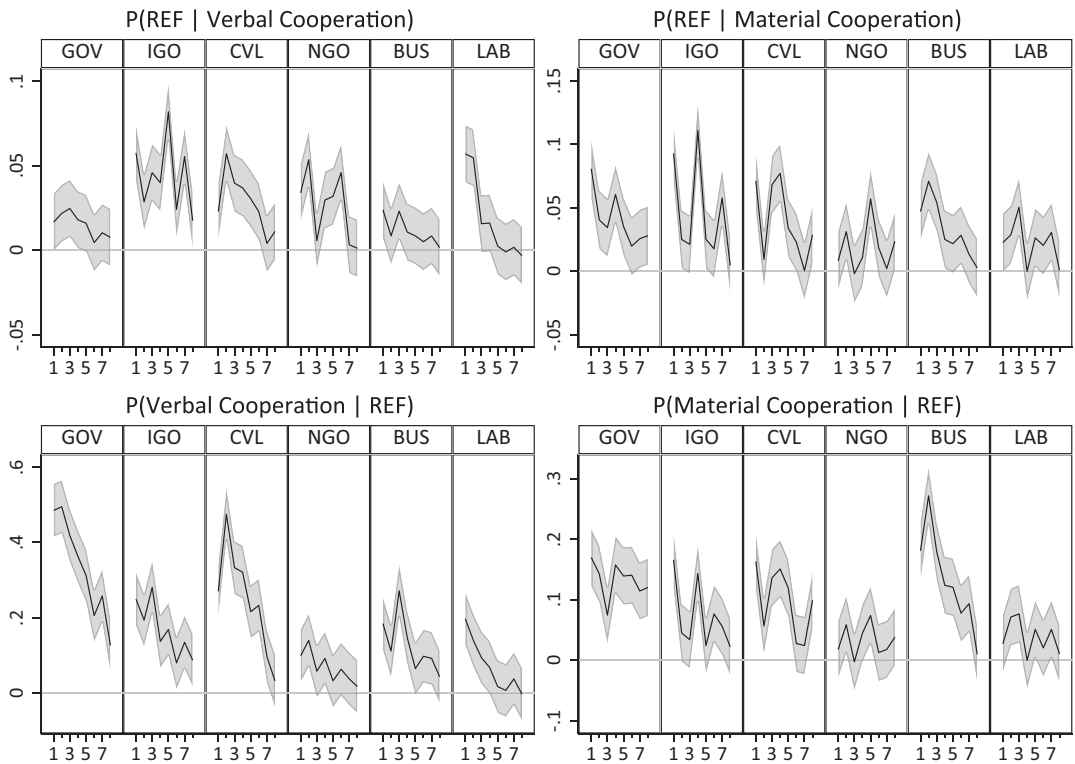 P(REF | Verbal Cooperation)
GOV IGO CVL NGO BUS LAB
.1
.05
0
-.05
1 3 5 7 1 3 5 7 1 3 5 7 1 3 5 7 1 3 5 7 1 3 5 7
P(REF | Material Cooperation)
GOV IGO CVL NGO BUS LAB
.15
.1
.05
0
-.05
1 3 5 7 1 3 5 7 1 3 5 7 1 3 5 7 1 3 5 7 1 3 5 7
P(Verbal Cooperation | REF)
GOV IGO CVL NGO BUS LAB
.6
.4
.2
0
1 3 5 7 1 3 5 7 1 3 5 7 1 3 5 7 1 3 5 7 1 3 5 7
P(Material Cooperation | REF)
GOV IGO CVL NGO BUS LAB
.3
.2
.1
0
-.1
1 3 5 7 1 3 5 7 1 3 5 7 1 3 5 7 1 3 5 7 1 3 5 7